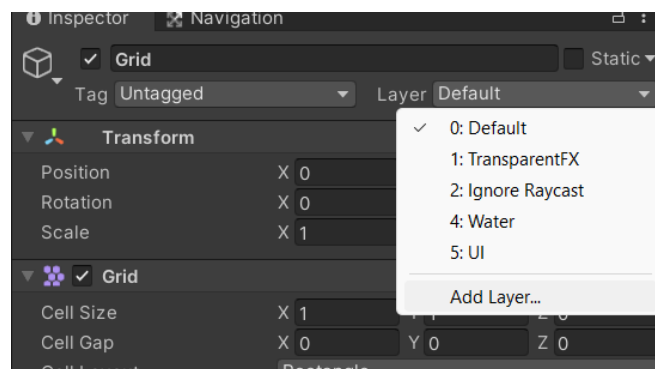 Inspector Navigation
Grid Static
Tag Untagged Layer Default
Transform
0: Default
1: TransparentFX
Position X 0
2: Ignore Raycast
Rotation X 0
4: Water
Scale X 1
5: UI
Grid
Add Layer...
Cell Size X 1
Cell Gap X 0 Y 0 Z 0